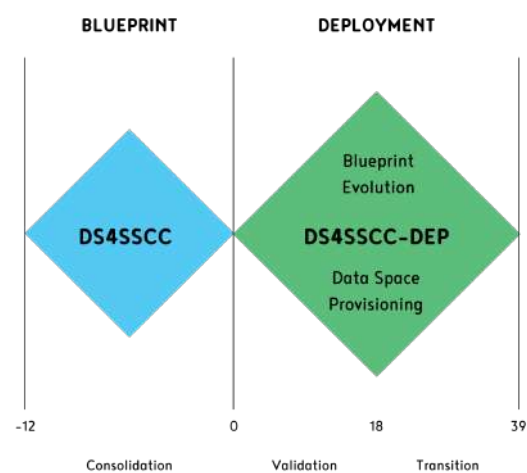 BLUEPRINT DEPLOYMENT
Blueprint
Evolution
DS4SSCC DS4SSCC-DEP
Data Space
Provisioning
-12 0 18 39
Consolidation Validation Transition